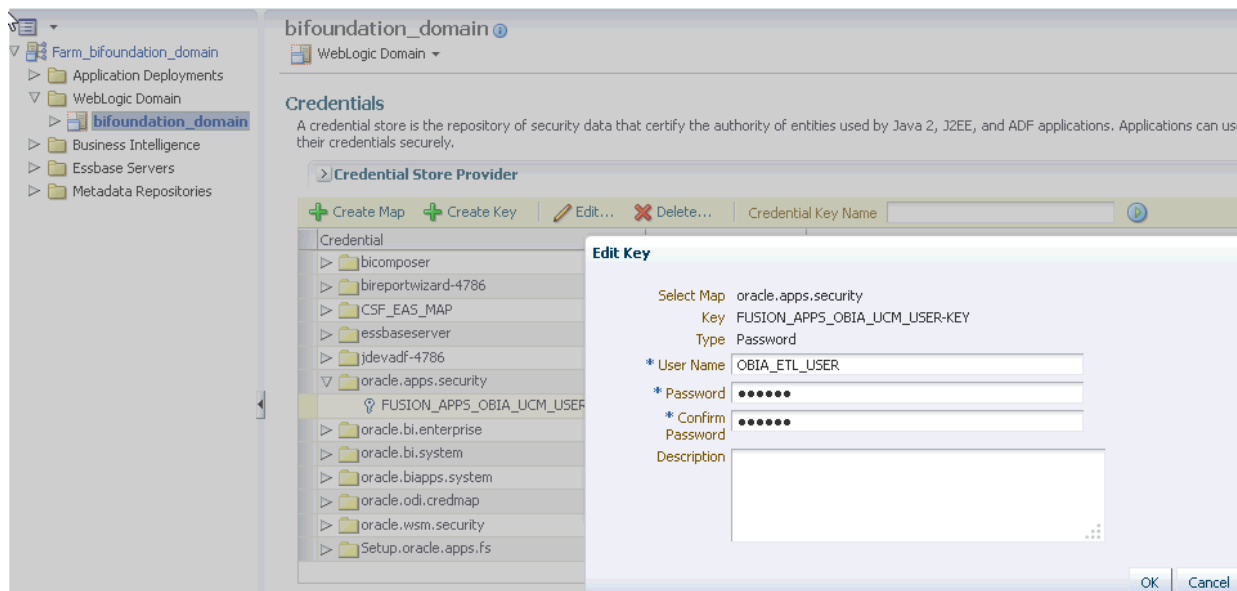 bifoundation_domain
WebLogic Domain
Farm_bifoundation_domain
Application Deployments
WebLogic Domain
bifoundation_domain
Business Intelligence
Essbase Servers
Metadata Repositories
Credentials
A credential store is the repository of security data that certify the authority of entities used by Java 2, J2EE, and ADF applications. Applications can us
their credentials securely.
Credential Store Provider
Create Map Create Key Edit... Delete... Credential Key Name
Credential
bicomposer
bireportwizard-4786
CSF_EAS_MAP
essbaseserver
jdevadf-4786
oracle.apps.security
FUSION_APPS_OBIA_UCM_USER
oracle.bi.enterprise
oracle.bi.system
oracle.biapps.system
oracle.odi.credmap
oracle.wsm.security
Setup.oracle.apps.fs
Edit Key
Select Map oracle.apps.security
Key FUSION_APPS_OBIA_UCM_USER-KEY
Type Password
* User Name OBIA_ETL_USER
* Password ••••••
* Confirm Password ••••••
Description
OK Cancel